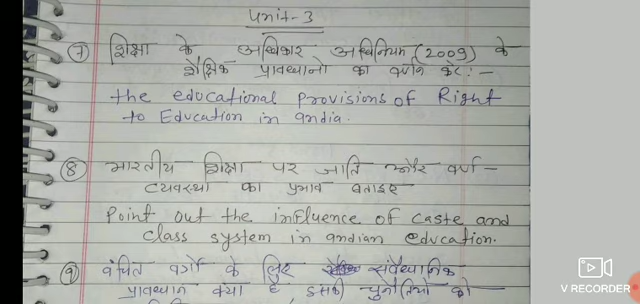 Unit-3
⑦ शिक्षा के अधिकार अधिनियम (2009) के
शैक्षिक प्रावधानो का वर्णन करे :-
the educational provisions of Right
to Education in india.
⑧ भारतीय शिक्षा पर जाति और वर्ग -
व्यवस्था का प्रभाव बताइए
Point out the influence of caste and
class system in indian education.
⑨ वंचित वर्गो के लिए संवैधानिक
प्रावधान क्या है इसकी चुनौतियो को
V RECORDER